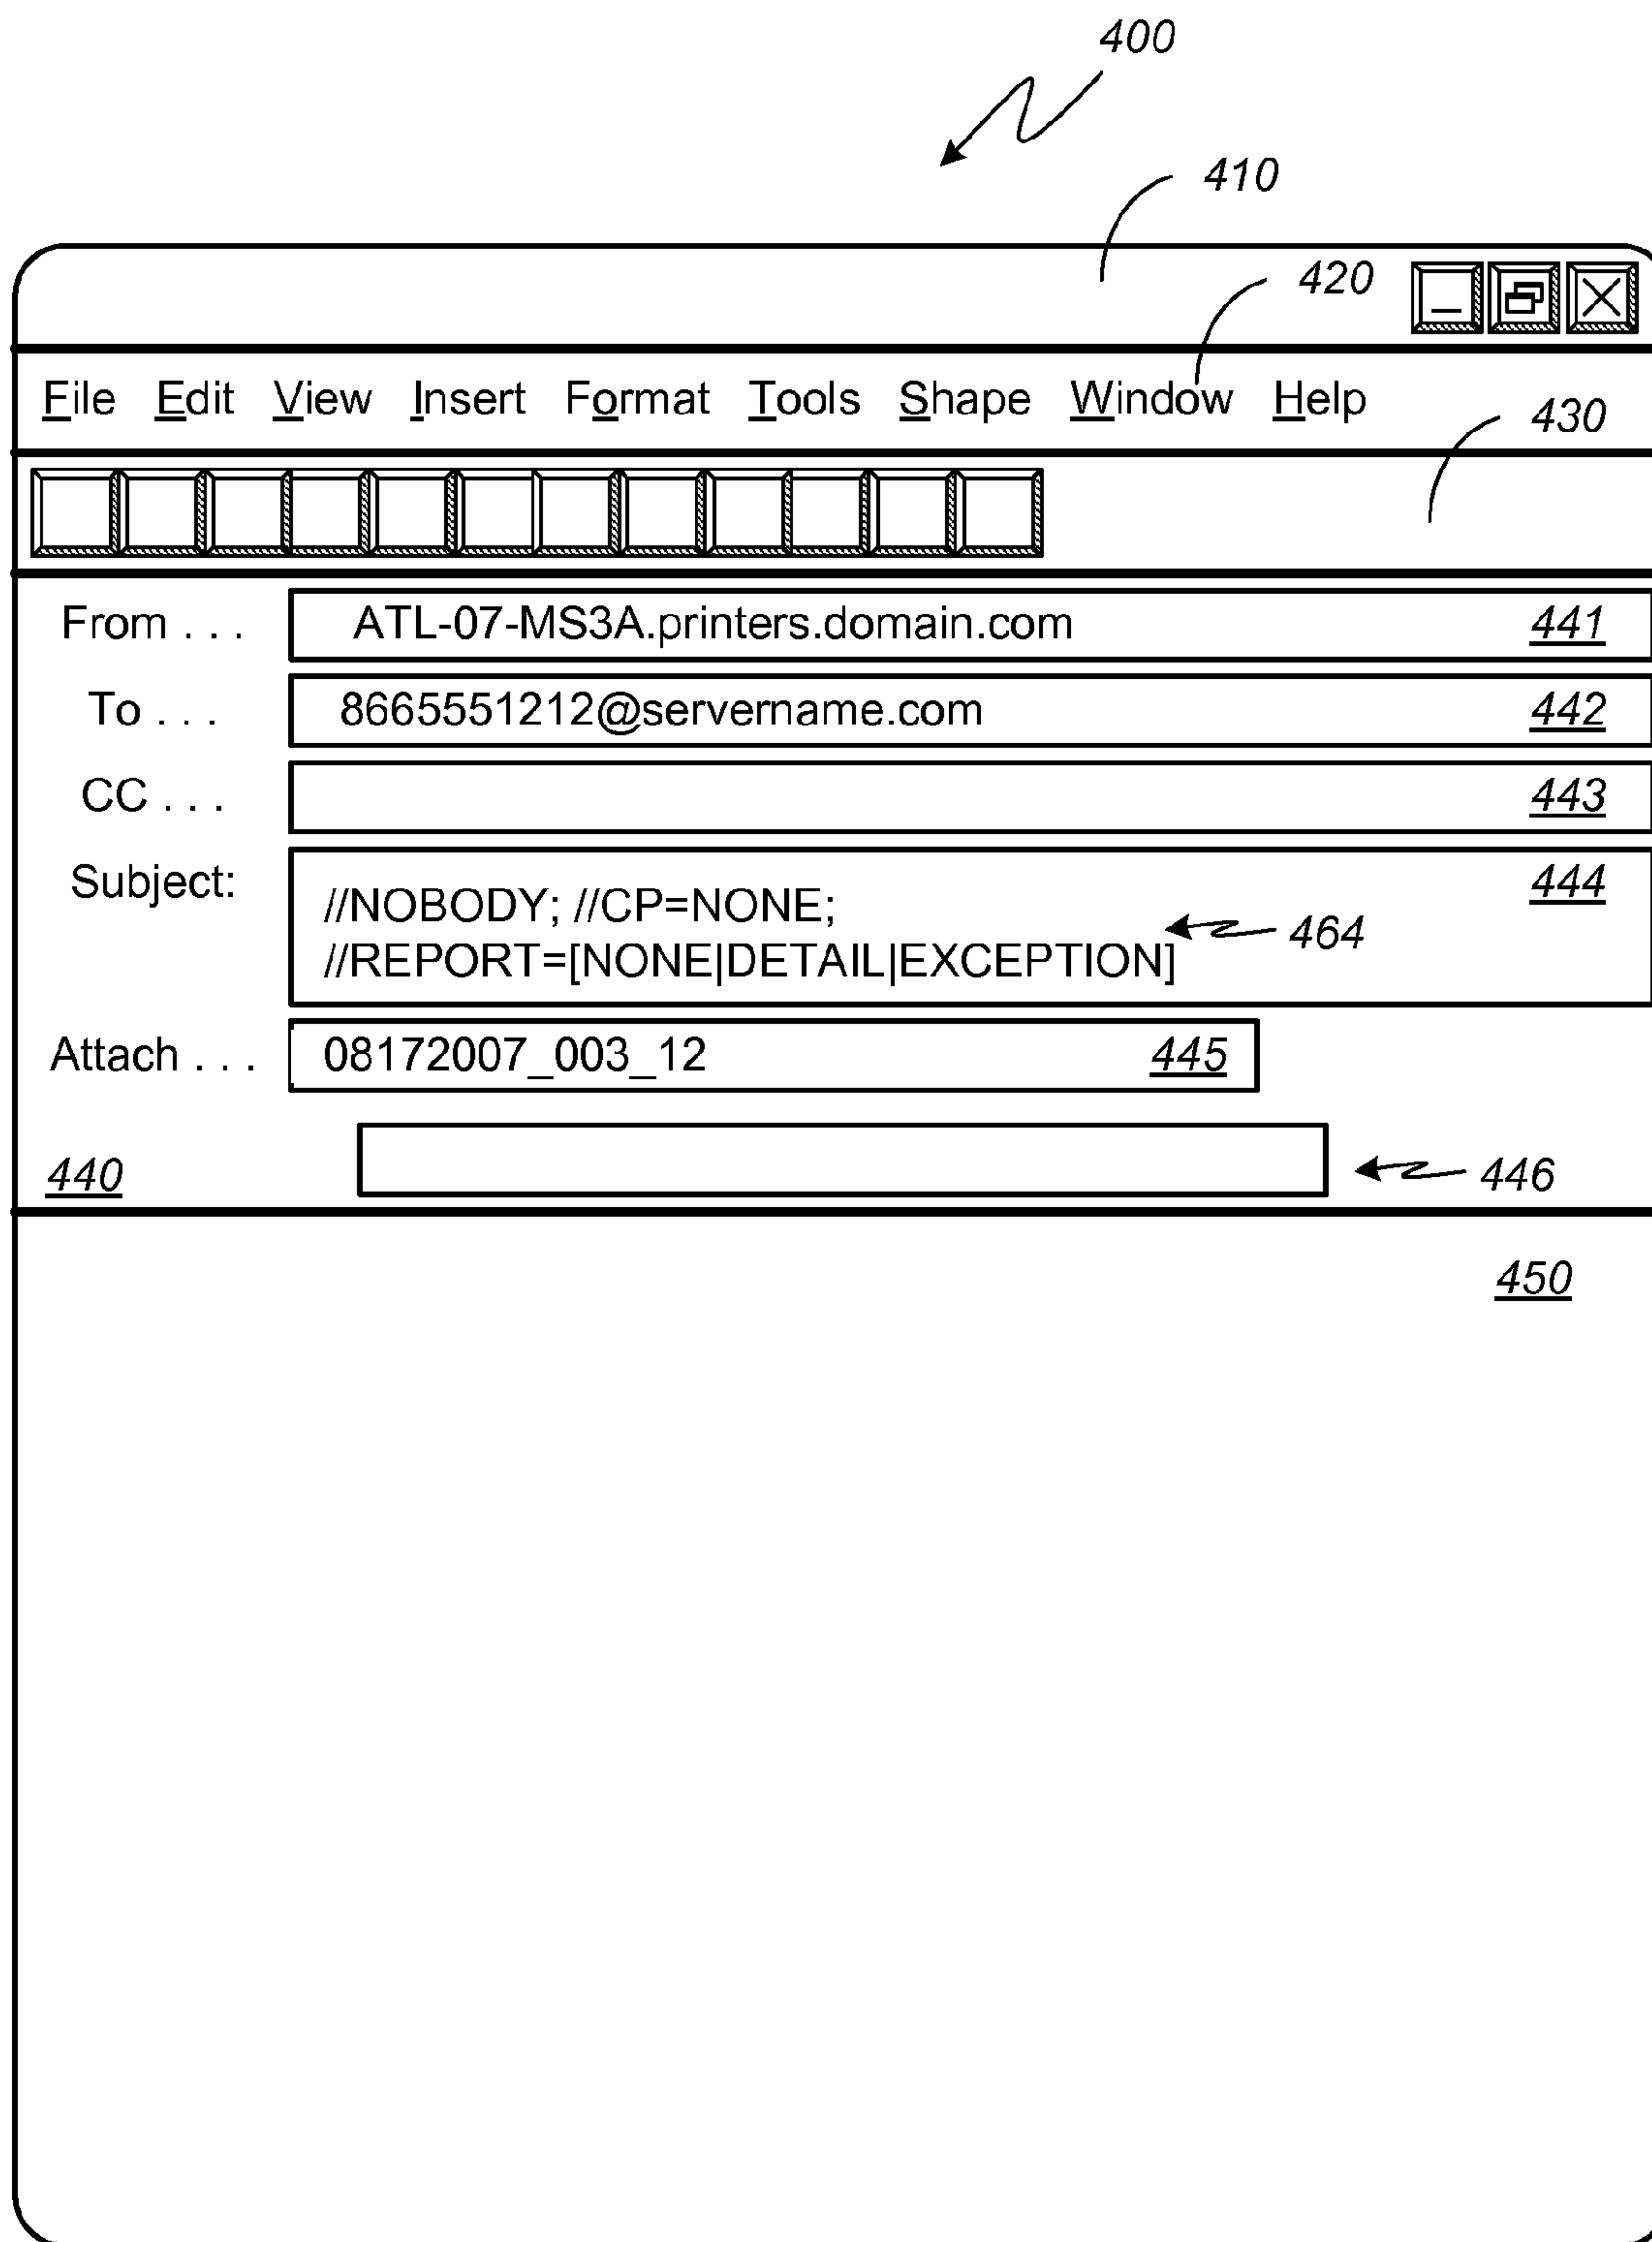 400
410
420
File Edit View Insert Format Tools Shape Window Help
430
From . . . ATL-07-MS3A.printers.domain.com 441
To . . . 8665551212@servername.com 442
CC . . . 443
Subject: 444
//NOBODY; //CP=NONE;
464
//REPORT=[NONE|DETAIL|EXCEPTION]
Attach . . . 08172007_003_12 445
440 446
450